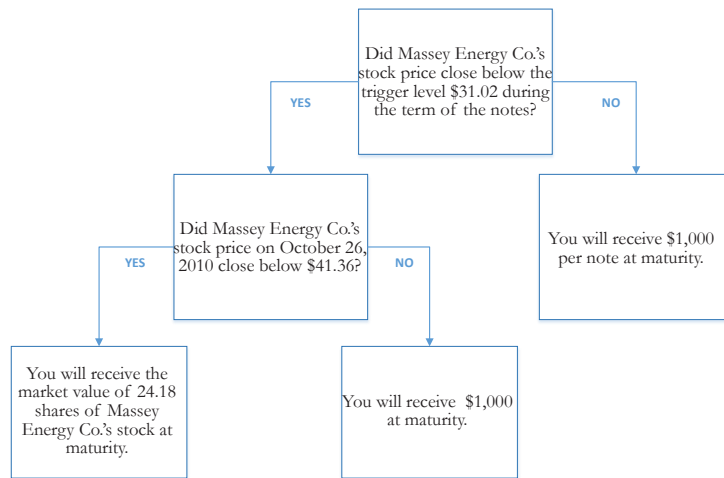 Did Massey Energy Co.'s
stock price close below the
trigger level $31.02 during
the term of the notes?
YES
NO
Did Massey Energy Co.'s
stock price on October 26,
2010 close below $41.36?
You will receive $1,000
per note at maturity.
YES
NO
You will receive the
market value of 24.18
shares of Massey
Energy Co.'s stock at
maturity.
You will receive $1,000
at maturity.